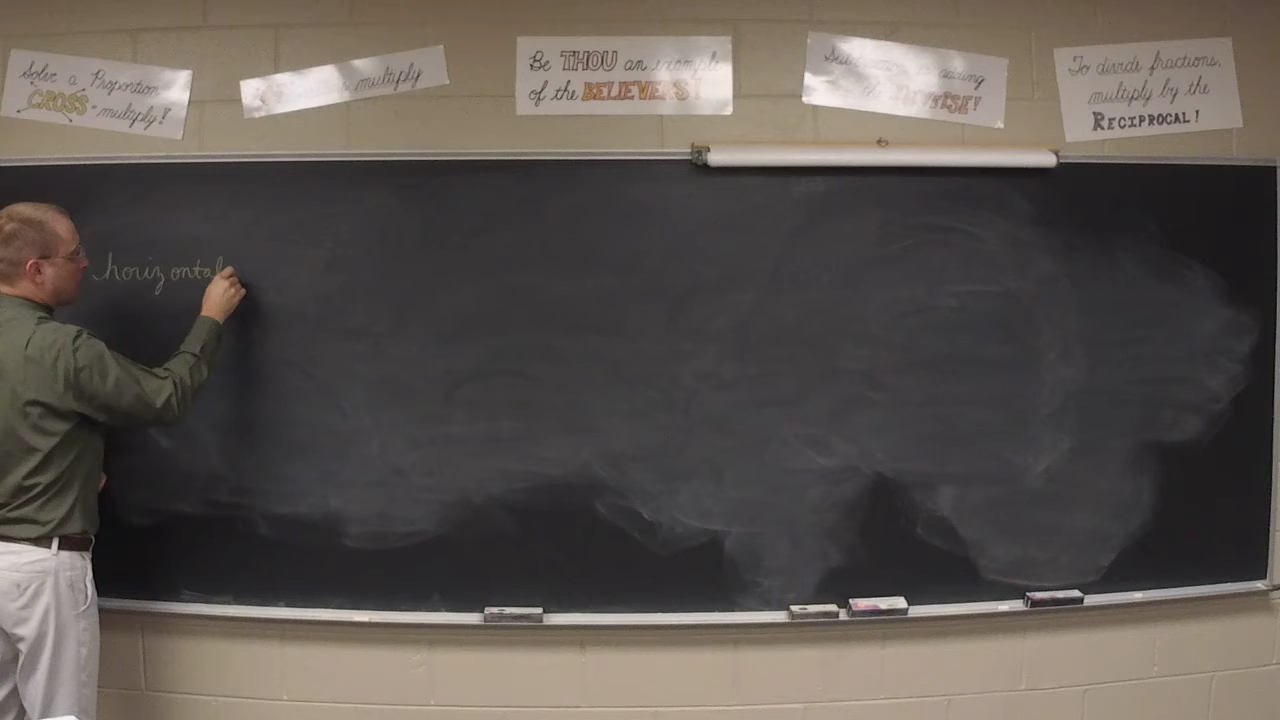 Solve a Proportion
CROSS-multiply!
multiply
Be THOU an example
of the BELIEVERS!
adding
To divide fractions,
multiply by the
RECIPROCAL!
horizontal